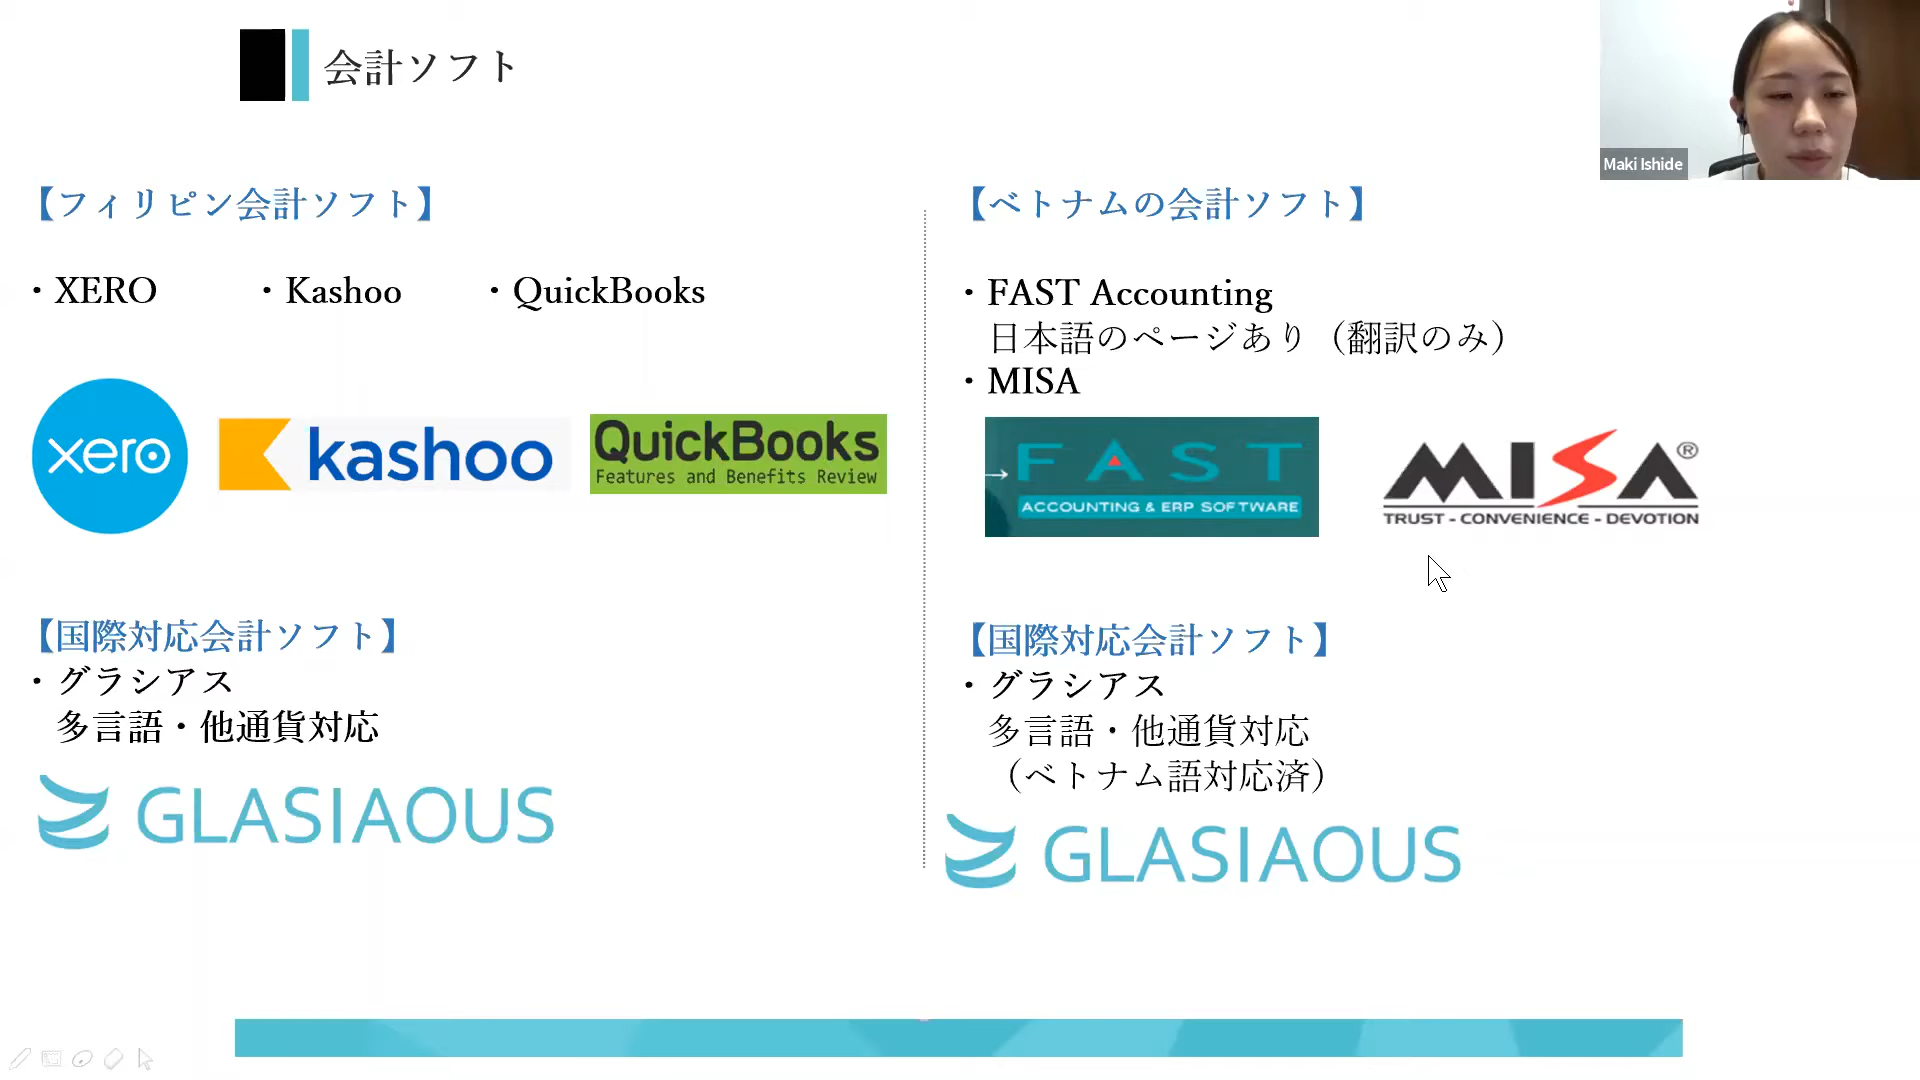 会計ソフト
Maki Ishide
【フィリピン会計ソフト】
・XERO ・Kashoo ・QuickBooks
xero
kashoo
QuickBooks
Features and Benefits Review
【国際対応会計ソフト】
・グラシアス
多言語・他通貨対応
GLASIAOUS
【ベトナムの会計ソフト】
・FAST Accounting
日本語のページあり（翻訳のみ）
・MISA
FAST
ACCOUNTING & ERP SOFTWARE
MISA®
TRUST - CONVENIENCE - DEVOTION
【国際対応会計ソフト】
・グラシアス
多言語・他通貨対応
（ベトナム語対応済）
GLASIAOUS